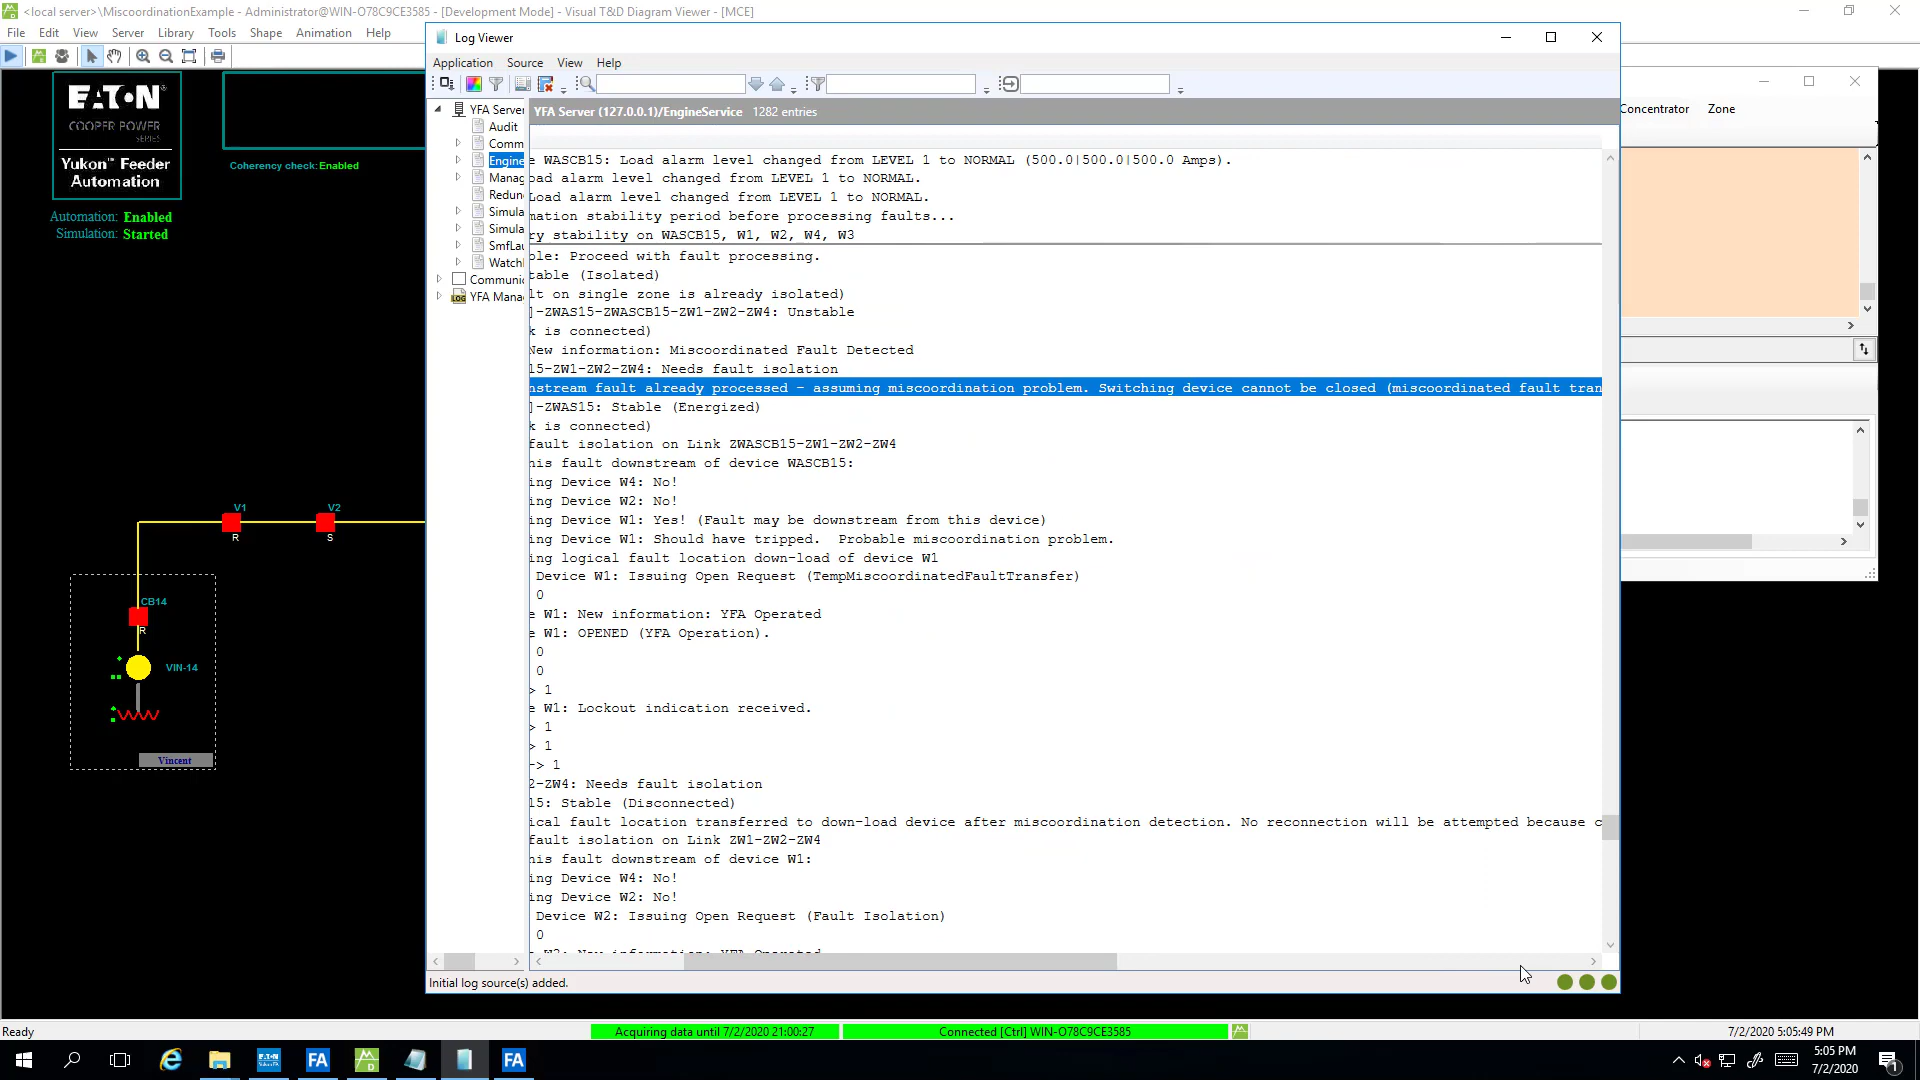 <local server>\MiscoordinationExample - Administrator@WIN-O78C9CE3585 - [Development Mode] - Visual T&D Diagram Viewer - [MCE]
File Edit View Server Library Tools Shape Animation Help
EATON
COOPER POWER
SERIES
Yukon™ Feeder
Automation
Automation: Enabled
Simulation: Started
Coherency check: Enabled
V1
R
V2
S
CB14
R
VIN-14
Vincent
Log Viewer
Application Source View Help
YFA Server
Audit
Comm
Engine
Manag
Redun
Simula
Simula
SmfLau
Watchl
Communic
YFA Mana
YFA Server (127.0.0.1)/EngineService 1282 entries
e WASCB15: Load alarm level changed from LEVEL 1 to NORMAL (500.0|500.0|500.0 Amps).
oad alarm level changed from LEVEL 1 to NORMAL.
Load alarm level changed from LEVEL 1 to NORMAL.
mation stability period before processing faults...
ry stability on WASCB15, W1, W2, W4, W3
ble: Proceed with fault processing.
table (Isolated)
lt on single zone is already isolated)
]-ZWAS15-ZWASCB15-ZW1-ZW2-ZW4: Unstable
k is connected)
New information: Miscoordinated Fault Detected
15-ZW1-ZW2-ZW4: Needs fault isolation
nstream fault already processed - assuming miscoordination problem. Switching device cannot be closed (miscoordinated fault tran
]-ZWAS15: Stable (Energized)
k is connected)
fault isolation on Link ZWASCB15-ZW1-ZW2-ZW4
his fault downstream of device WASCB15:
ing Device W4: No!
ing Device W2: No!
ing Device W1: Yes! (Fault may be downstream from this device)
ing Device W1: Should have tripped. Probable miscoordination problem.
ing logical fault location down-load of device W1
Device W1: Issuing Open Request (TempMiscoordinatedFaultTransfer)
0
e W1: New information: YFA Operated
e W1: OPENED (YFA Operation).
0
0
> 1
e W1: Lockout indication received.
> 1
> 1
-> 1
2-ZW4: Needs fault isolation
15: Stable (Disconnected)
ical fault location transferred to down-load device after miscoordination detection. No reconnection will be attempted because c
fault isolation on Link ZW1-ZW2-ZW4
his fault downstream of device W1:
ing Device W4: No!
ing Device W2: No!
Device W2: Issuing Open Request (Fault Isolation)
0
e W2: New information: YFA Operated
Initial log source(s) added.
Concentrator Zone
Ready
Acquiring data until 7/2/2020 21:00:27
Connected [Ctrl] WIN-O78C9CE3585
7/2/2020 5:05:49 PM
5:05 PM
7/2/2020